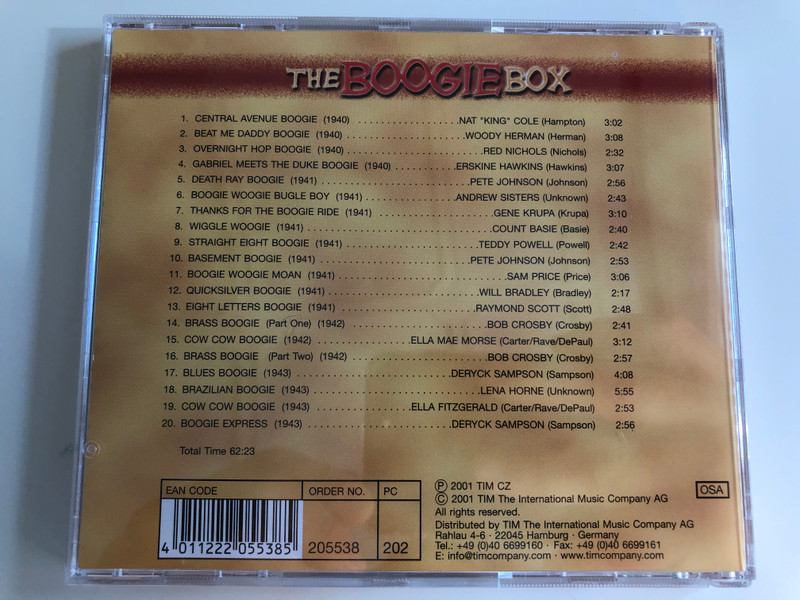 THE BOOGIE BOX
1. CENTRAL AVENUE BOOGIE (1940) . . . . . . . . . . . . . . . . . .NAT "KING" COLE (Hampton) 3:02
2. BEAT ME DADDY BOOGIE (1940) . . . . . . . . . . . . . . . . . . . .WOODY HERMAN (Herman) 3:08
3. OVERNIGHT HOP BOOGIE (1940) . . . . . . . . . . . . . . . . . . . . . . . .RED NICHOLS (Nichols) 2:32
4. GABRIEL MEETS THE DUKE BOOGIE (1940) . . . . . . . . . . .ERSKINE HAWKINS (Hawkins) 3:07
5. DEATH RAY BOOGIE (1941) . . . . . . . . . . . . . . . . . . . . . . . . . .PETE JOHNSON (Johnson) 2:56
6. BOOGIE WOOGIE BUGLE BOY (1941) . . . . . . . . . . . . . . .ANDREW SISTERS (Unknown) 2:43
7. THANKS FOR THE BOOGIE RIDE (1941) . . . . . . . . . . . . . . . . . . . . .GENE KRUPA (Krupa) 3:10
8. WIGGLE WOOGIE (1941) . . . . . . . . . . . . . . . . . . . . . . . . . . . . . . . .COUNT BASIE (Basie) 2:40
9. STRAIGHT EIGHT BOOGIE (1941) . . . . . . . . . . . . . . . . . . . . . . .TEDDY POWELL (Powell) 2:42
10. BASEMENT BOOGIE (1941) . . . . . . . . . . . . . . . . . . . . . . . . . . .PETE JOHNSON (Johnson) 2:53
11. BOOGIE WOOGIE MOAN (1941) . . . . . . . . . . . . . . . . . . . . . . . . . . . . .SAM PRICE (Price) 3:06
12. QUICKSILVER BOOGIE (1941) . . . . . . . . . . . . . . . . . . . . . . . . . .WILL BRADLEY (Bradley) 2:17
13. EIGHT LETTERS BOOGIE (1941) . . . . . . . . . . . . . . . . . . . . . . .RAYMOND SCOTT (Scott) 2:48
14. BRASS BOOGIE (Part One) (1942) . . . . . . . . . . . . . . . . . . . . . . . .BOB CROSBY (Crosby) 2:41
15. COW COW BOOGIE (1942) . . . . . . . . . . . . . . . .ELLA MAE MORSE (Carter/Rave/DePaul) 3:12
16. BRASS BOOGIE (Part Two) (1942) . . . . . . . . . . . . . . . . . . . . . . . .BOB CROSBY (Crosby) 2:57
17. BLUES BOOGIE (1943) . . . . . . . . . . . . . . . . . . . . . . . . . . .DERYCK SAMPSON (Sampson) 4:08
18. BRAZILIAN BOOGIE (1943) . . . . . . . . . . . . . . . . . . . . . . . . . . . . .LENA HORNE (Unknown) 5:55
19. COW COW BOOGIE (1943) . . . . . . . . . . . . . . . .ELLA FITZGERALD (Carter/Rave/DePaul) 2:53
20. BOOGIE EXPRESS (1943) . . . . . . . . . . . . . . . . . . . . . . . .DERYCK SAMPSON (Sampson) 2:56
Total Time 62:23
EAN CODE ORDER NO. PC
4 011222 055385 205538 202
Ⓟ 2001 TIM CZ
© 2001 TIM The International Music Company AG
All rights reserved.
Distributed by TIM The International Music Company AG
Rahlau 4-6 · 22045 Hamburg · Germany
Tel.: +49 (0)40 6699160 · Fax: +49 (0)40 6699161
E: info@timcompany.com · www.timcompany.com
OSA